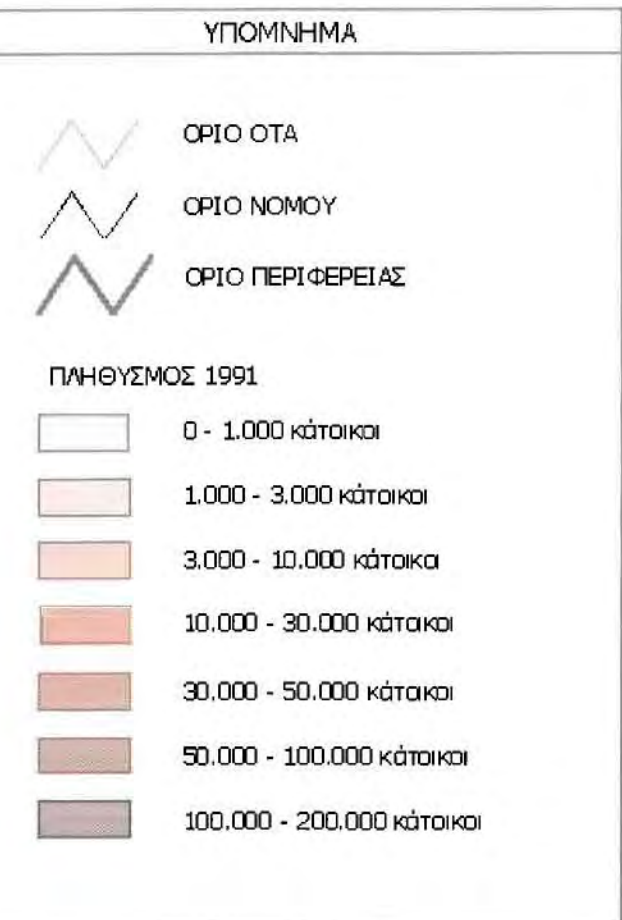 ΥΠΟΜΝΗΜΑ
ΟΡΙΟ ΟΤΑ
ΟΡΙΟ ΝΟΜΟΥ
ΟΡΙΟ ΠΕΡΙΦΕΡΕΙΑΣ
ΠΛΗΘΥΣΜΟΣ 1991
0 - 1.000 κάτοικοι
1.000 - 3.000 κάτοικοι
3.000 - 10.000 κάτοικοι
10.000 - 30.000 κάτοικοι
30.000 - 50.000 κάτοικοι
50.000 - 100.000 κάτοικοι
100.000 - 200.000 κάτοικοι